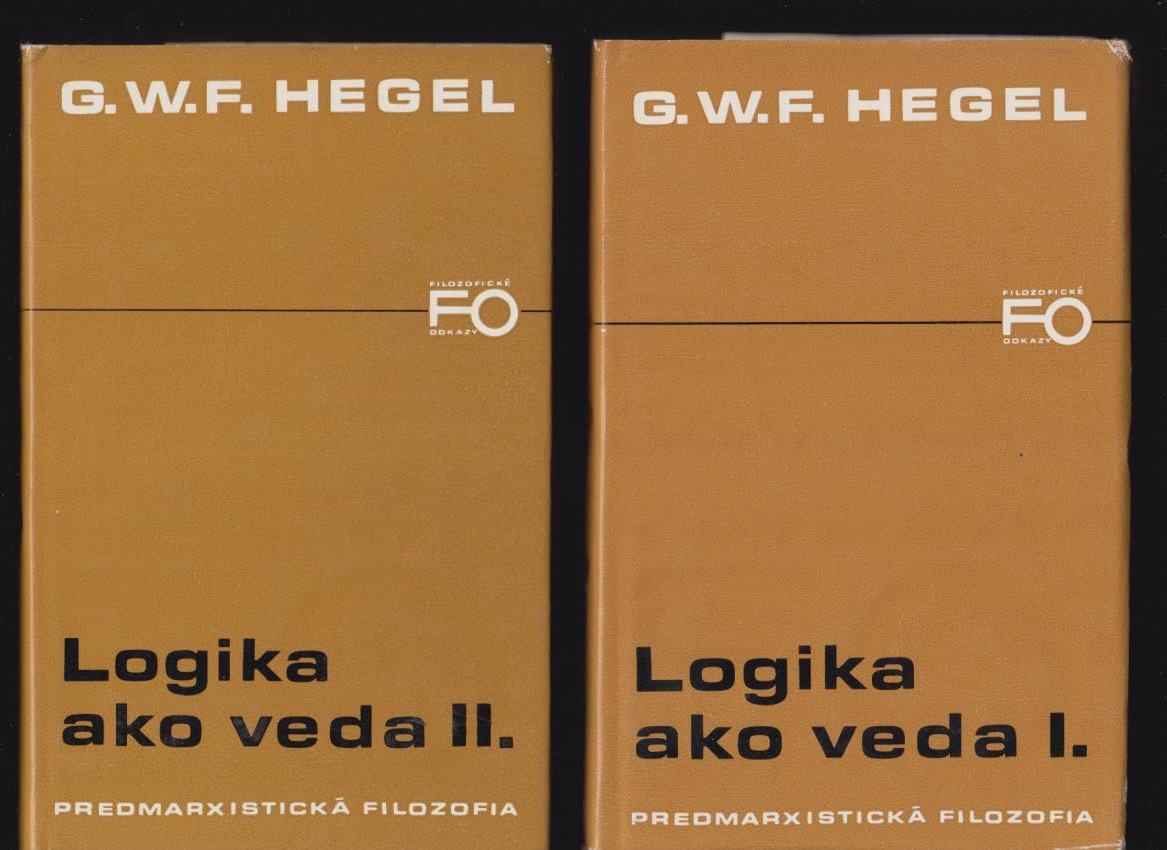 G.W.F. HEGEL
FILOZOFICKÉ
FO
ODKAZY
Logika
ako veda II.
PREDMARXISTICKÁ FILOZOFIA
G.W.F. HEGEL
FILOZOFICKÉ
FO
ODKAZY
Logika
ako veda I.
PREDMARXISTICKÁ FILOZOFIA